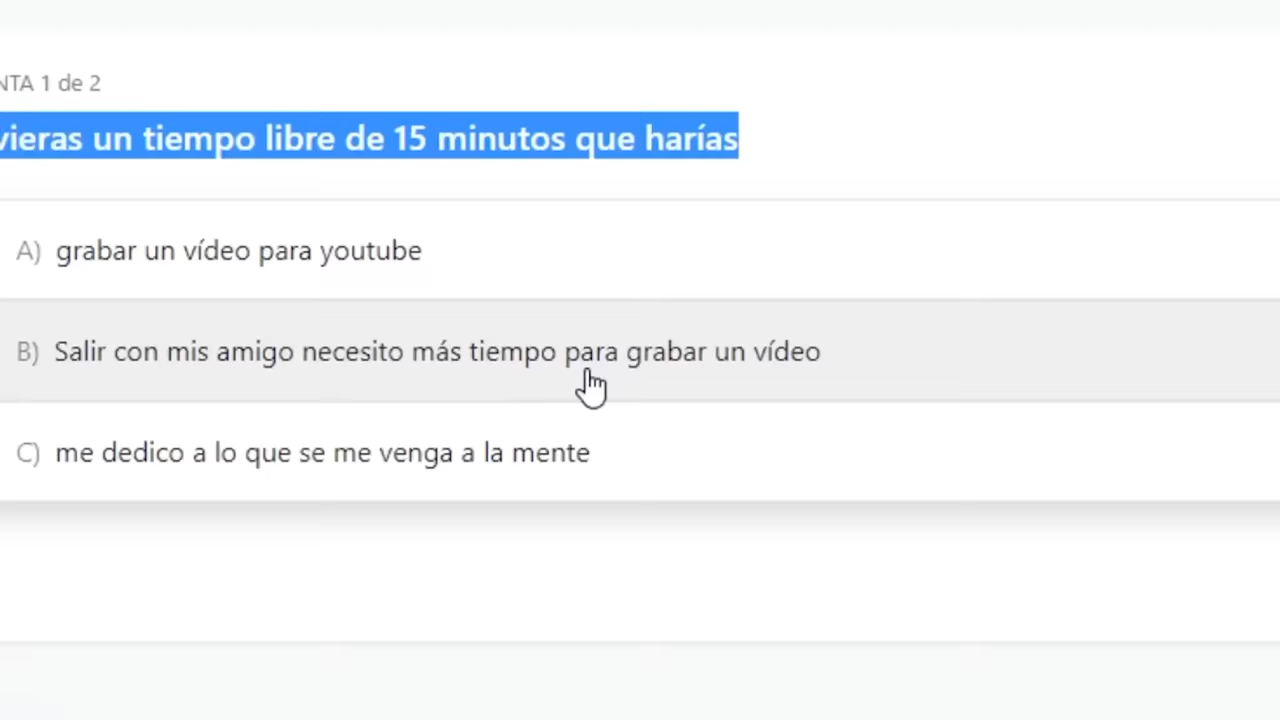 NTA 1 de 2
vieras un tiempo libre de 15 minutos que harías
A) grabar un vídeo para youtube
B) Salir con mis amigo necesito más tiempo para grabar un vídeo
C) me dedico a lo que se me venga a la mente